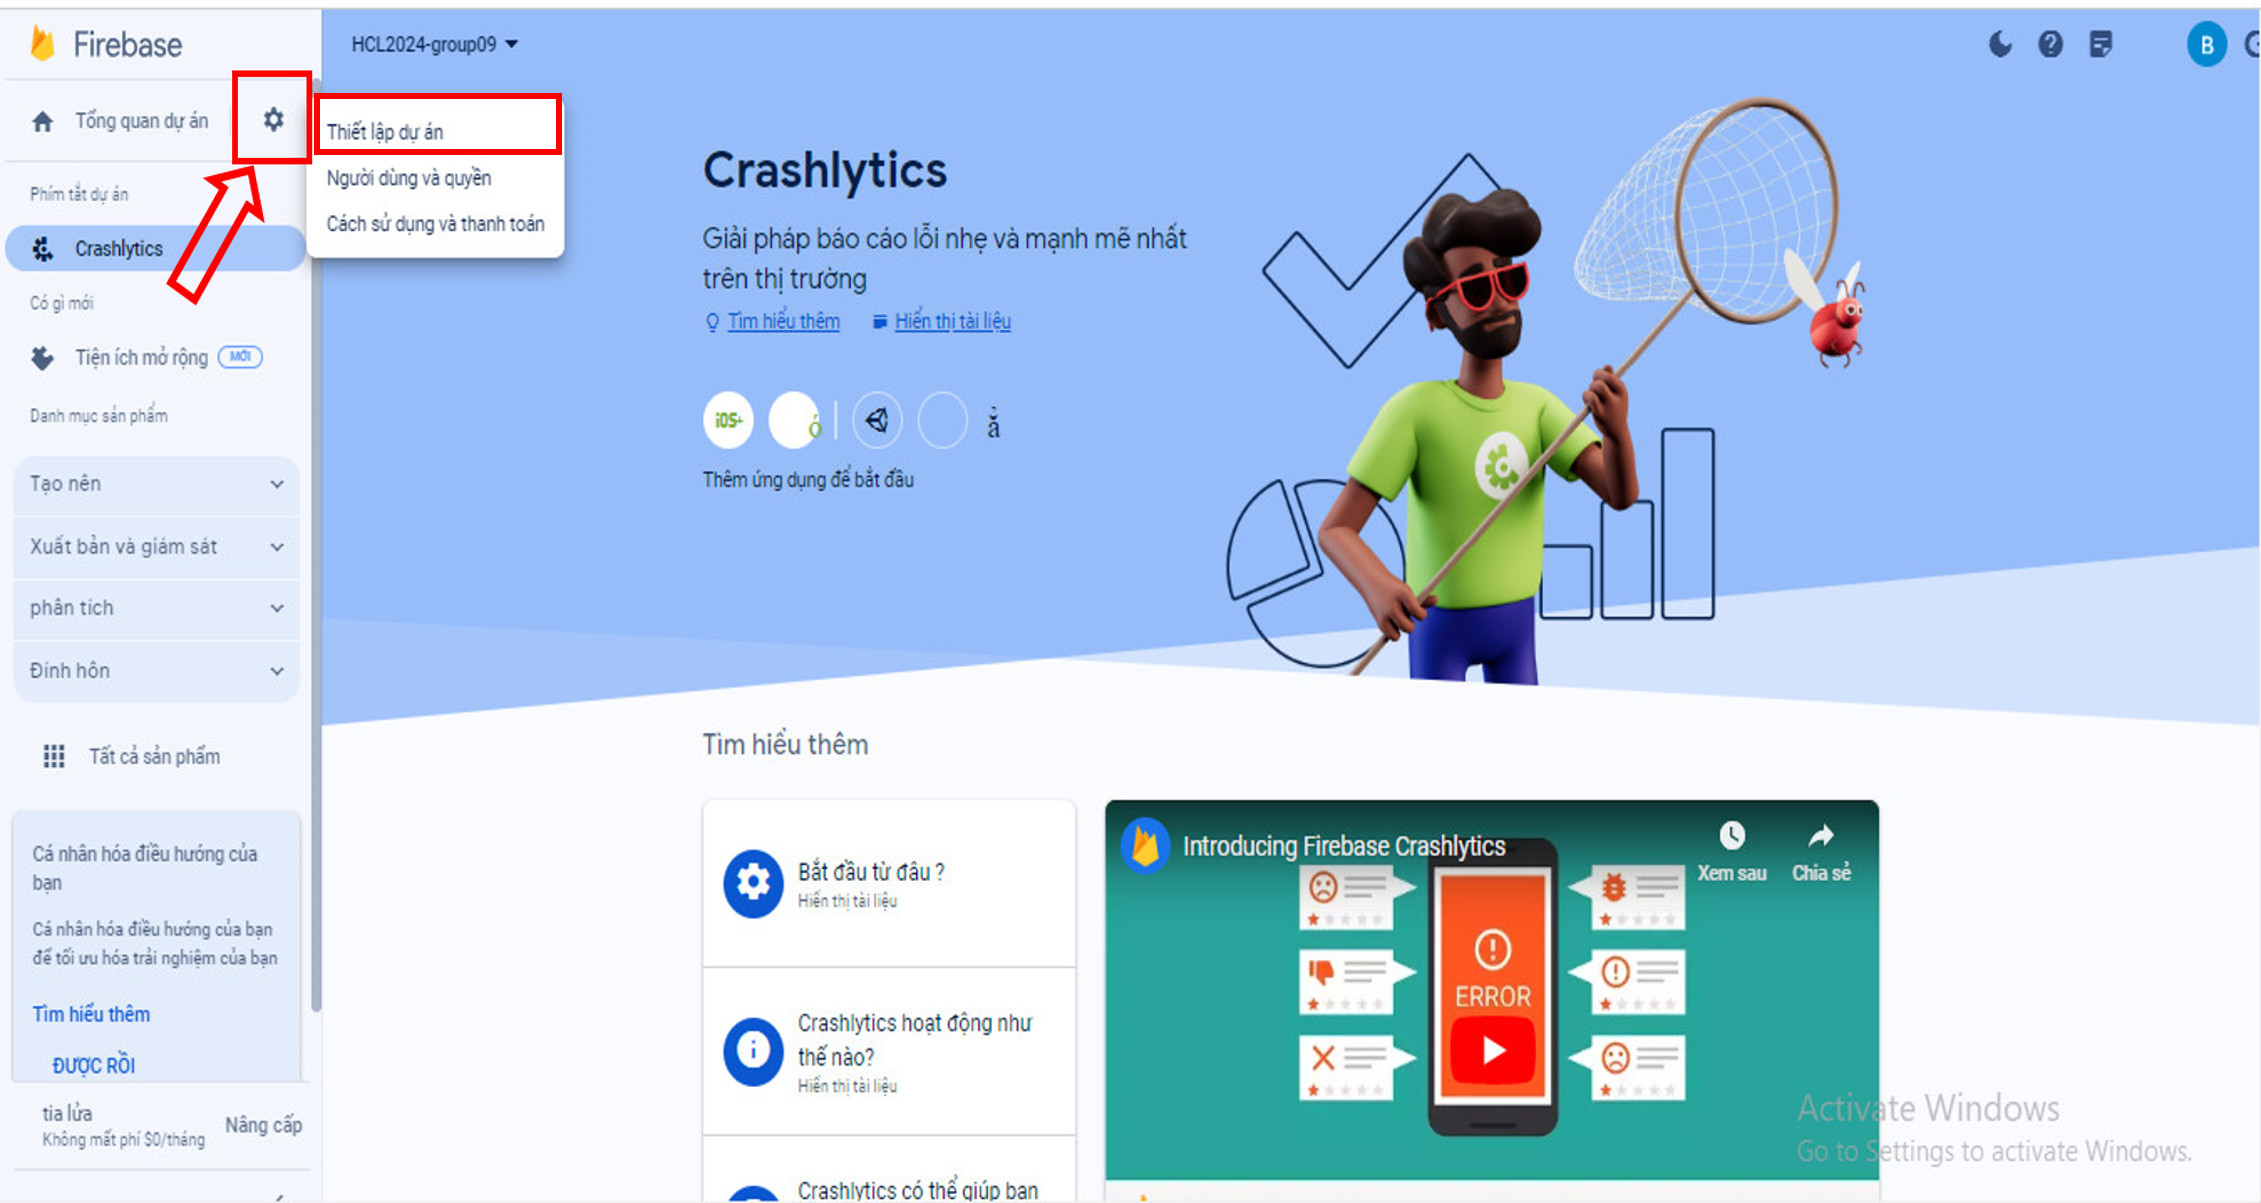 Firebase
HCL2024-group09
B
Tổng quan dự án
Thiết lập dự án
Người dùng và quyền
Cách sử dụng và thanh toán
Phím tắt dự án
Crashlytics
Có gì mới
Tiện ích mở rộng MỚI
Danh mục sản phẩm
Tạo nên
Xuất bản và giám sát
phân tích
Đính hôn
Tất cả sản phẩm
Cá nhân hóa điều hướng của
bạn
Cá nhân hóa điều hướng của bạn
để tối ưu hóa trải nghiệm của bạn
Tìm hiểu thêm
ĐƯỢC RỒI
tia lửa
Không mất phí $0/tháng
Nâng cấp
Crashlytics
Giải pháp báo cáo lỗi nhẹ và mạnh mẽ nhất
trên thị trường
Tìm hiểu thêm Hiển thị tài liệu
iOS+ ó ẳ
Thêm ứng dụng để bắt đầu
Tìm hiểu thêm
Bắt đầu từ đâu ?
Hiển thị tài liệu
Crashlytics hoạt động như
thế nào?
Hiển thị tài liệu
Crashlytics có thể giúp bạn
Introducing Firebase Crashlytics
Xem sau Chia sẻ
ERROR
Activate Windows
Go to Settings to activate Windows.